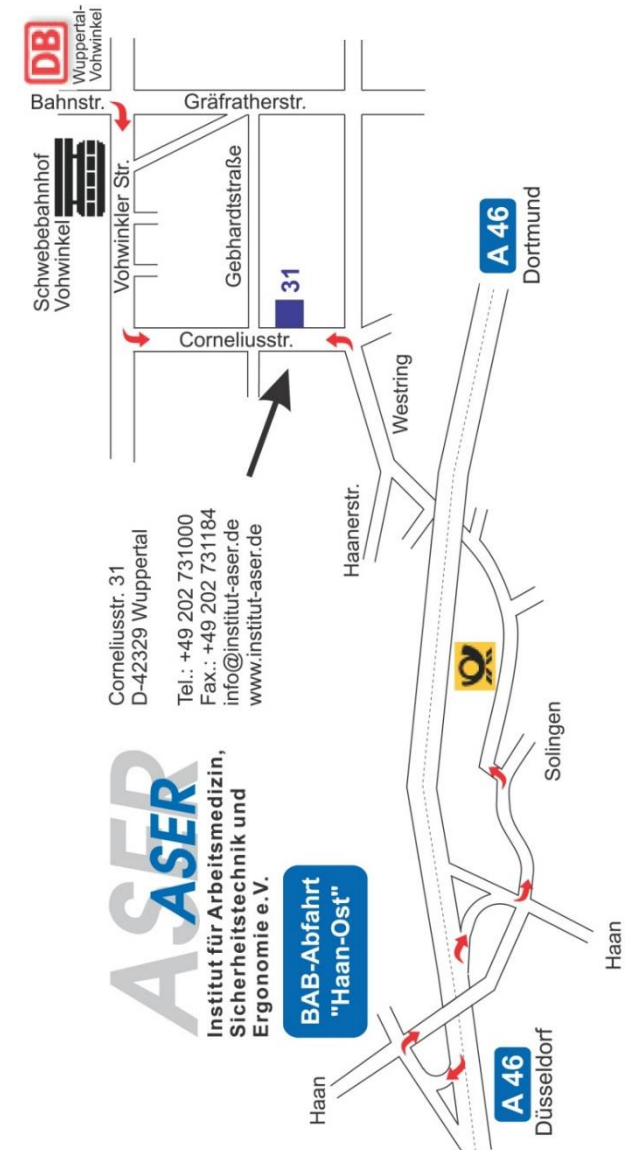 DB
Wuppertal-
Vohwinkel
Bahnstr.
Gräfratherstr.
Schwebebahnhof
Vohwinkel
Vohwinkler Str.
Gebhardtstraße
31
Corneliusstr.
A 46
Dortmund
Westring
Haanerstr.
Corneliusstr. 31
D-42329 Wuppertal
Tel.: +49 202 731000
Fax.: +49 202 731184
info@institut-aser.de
www.institut-aser.de
Solingen
ASER
ASER
Institut für Arbeitsmedizin,
Sicherheitstechnik und
Ergonomie e.V.
BAB-Abfahrt
"Haan-Ost"
Haan
Haan
A 46
Düsseldorf